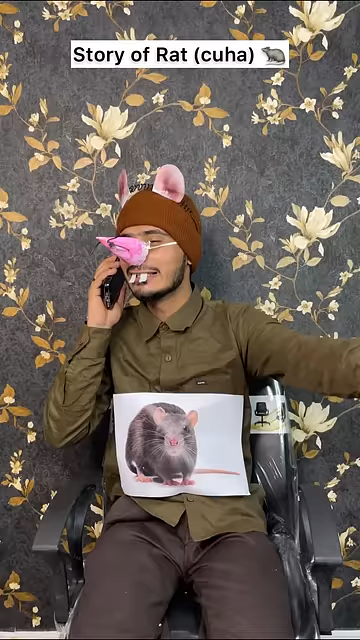 Story of Rat (cuha) 🐀